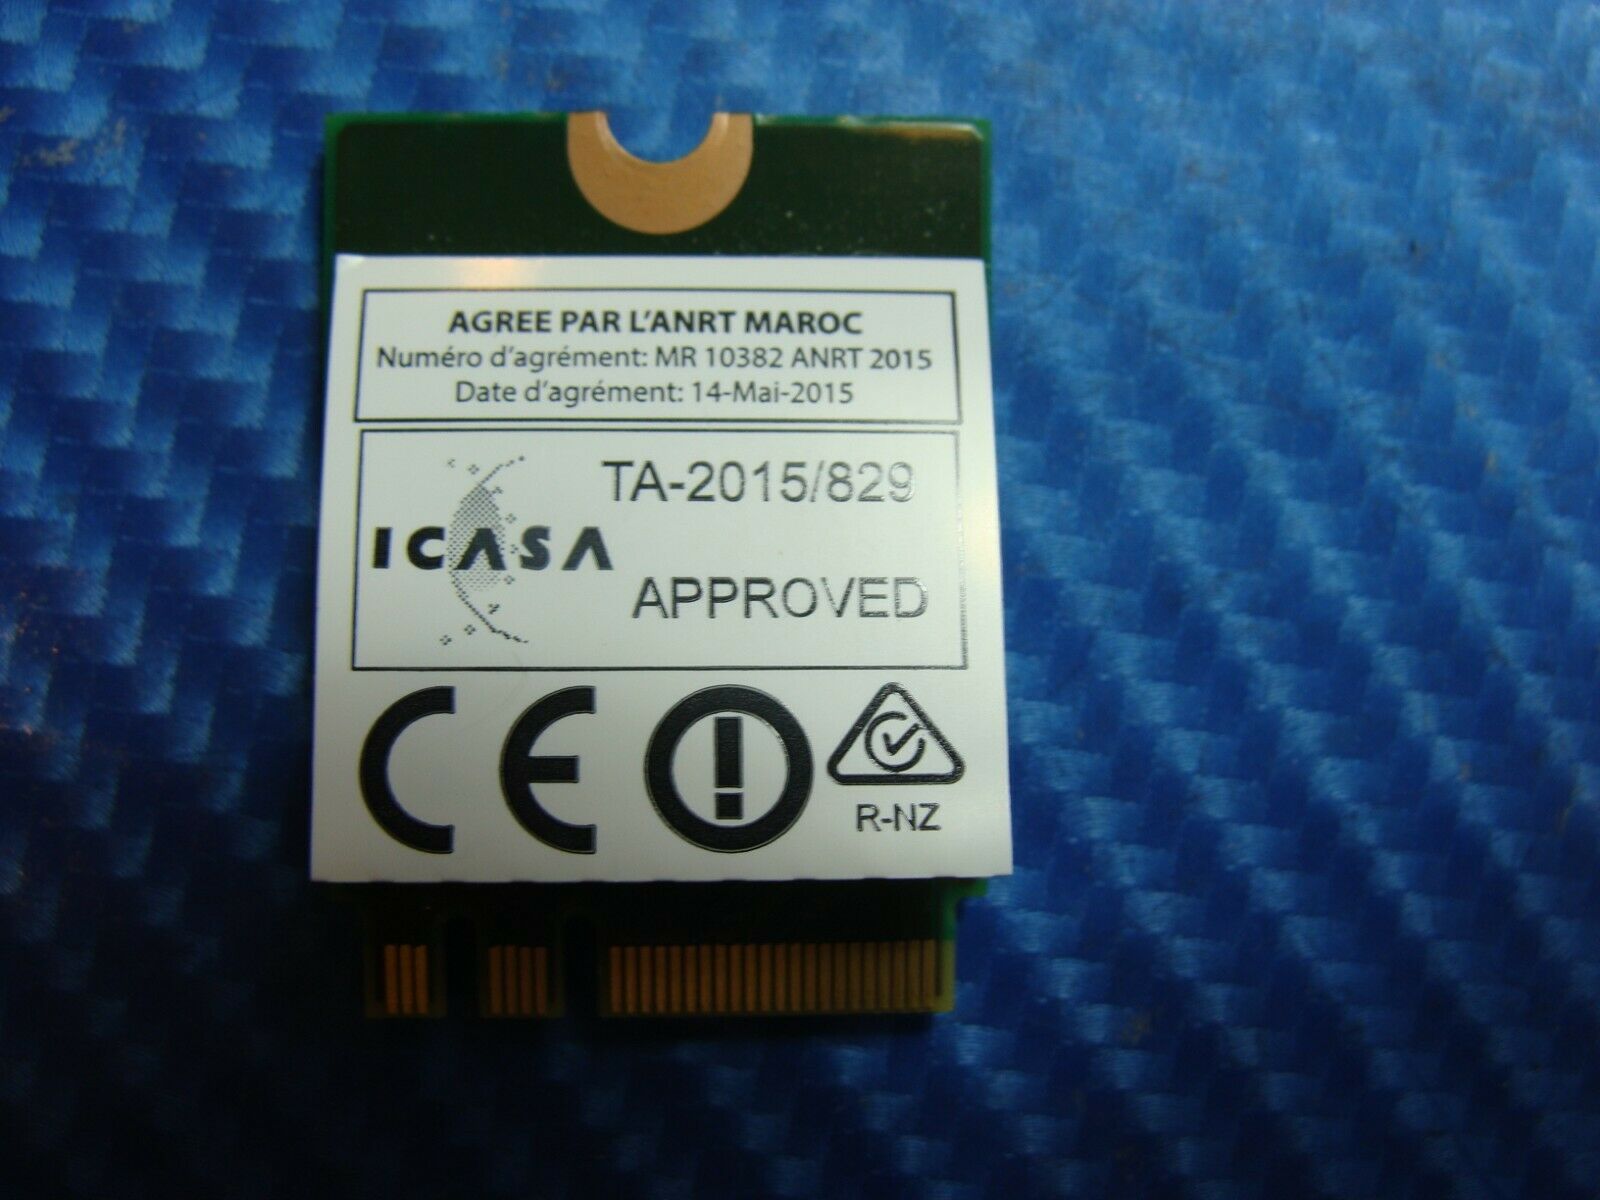 AGREE PAR L'ANRT MAROC
Numéro d'agrément: MR 10382 ANRT 2015
Date d'agrément: 14-Mai-2015
TA-2015/829
ICASA
APPROVED
CE
R-NZ